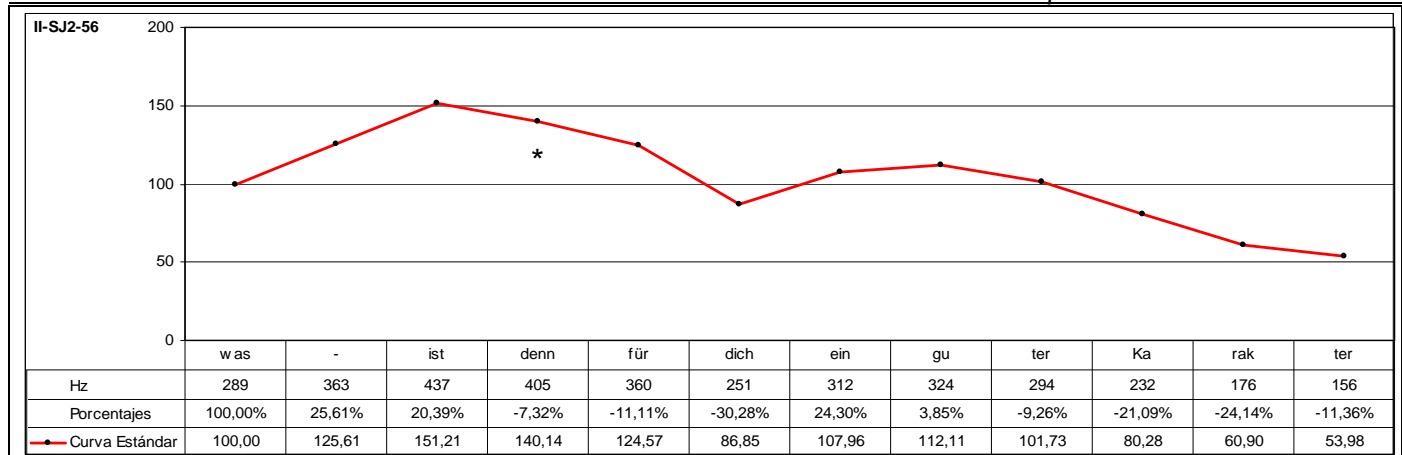 II-SJ2-56
200
150
*
100
50
0
was - ist denn für dich ein gu ter Ka rak ter
Hz 289 363 437 405 360 251 312 324 294 232 176 156
Porcentajes 100,00% 25,61% 20,39% -7,32% -11,11% -30,28% 24,30% 3,85% -9,26% -21,09% -24,14% -11,36%
Curva Estándar 100,00 125,61 151,21 140,14 124,57 86,85 107,96 112,11 101,73 80,28 60,90 53,98